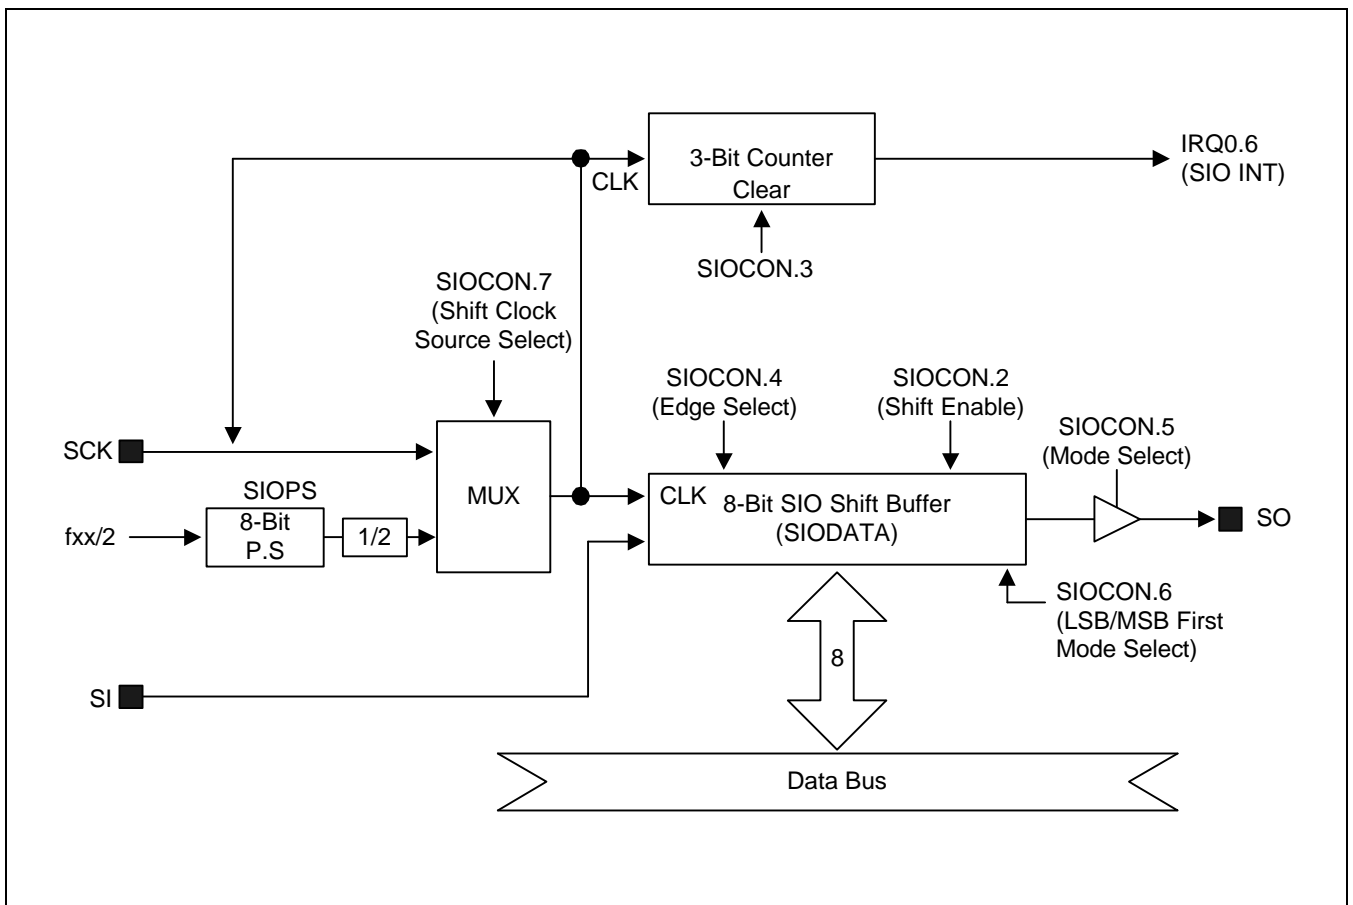 3-Bit Counter
Clear
CLK
IRQ0.6
(SIO INT)
SIOCON.3
SIOCON.7
(Shift Clock
Source Select)
SIOCON.4
(Edge Select)
SIOCON.2
(Shift Enable)
SIOCON.5
(Mode Select)
SCK
MUX
CLK
8-Bit SIO Shift Buffer
(SIODATA)
SO
SIOPS
fxx/2
8-Bit
P.S
1/2
SIOCON.6
(LSB/MSB First
Mode Select)
8
SI
Data Bus